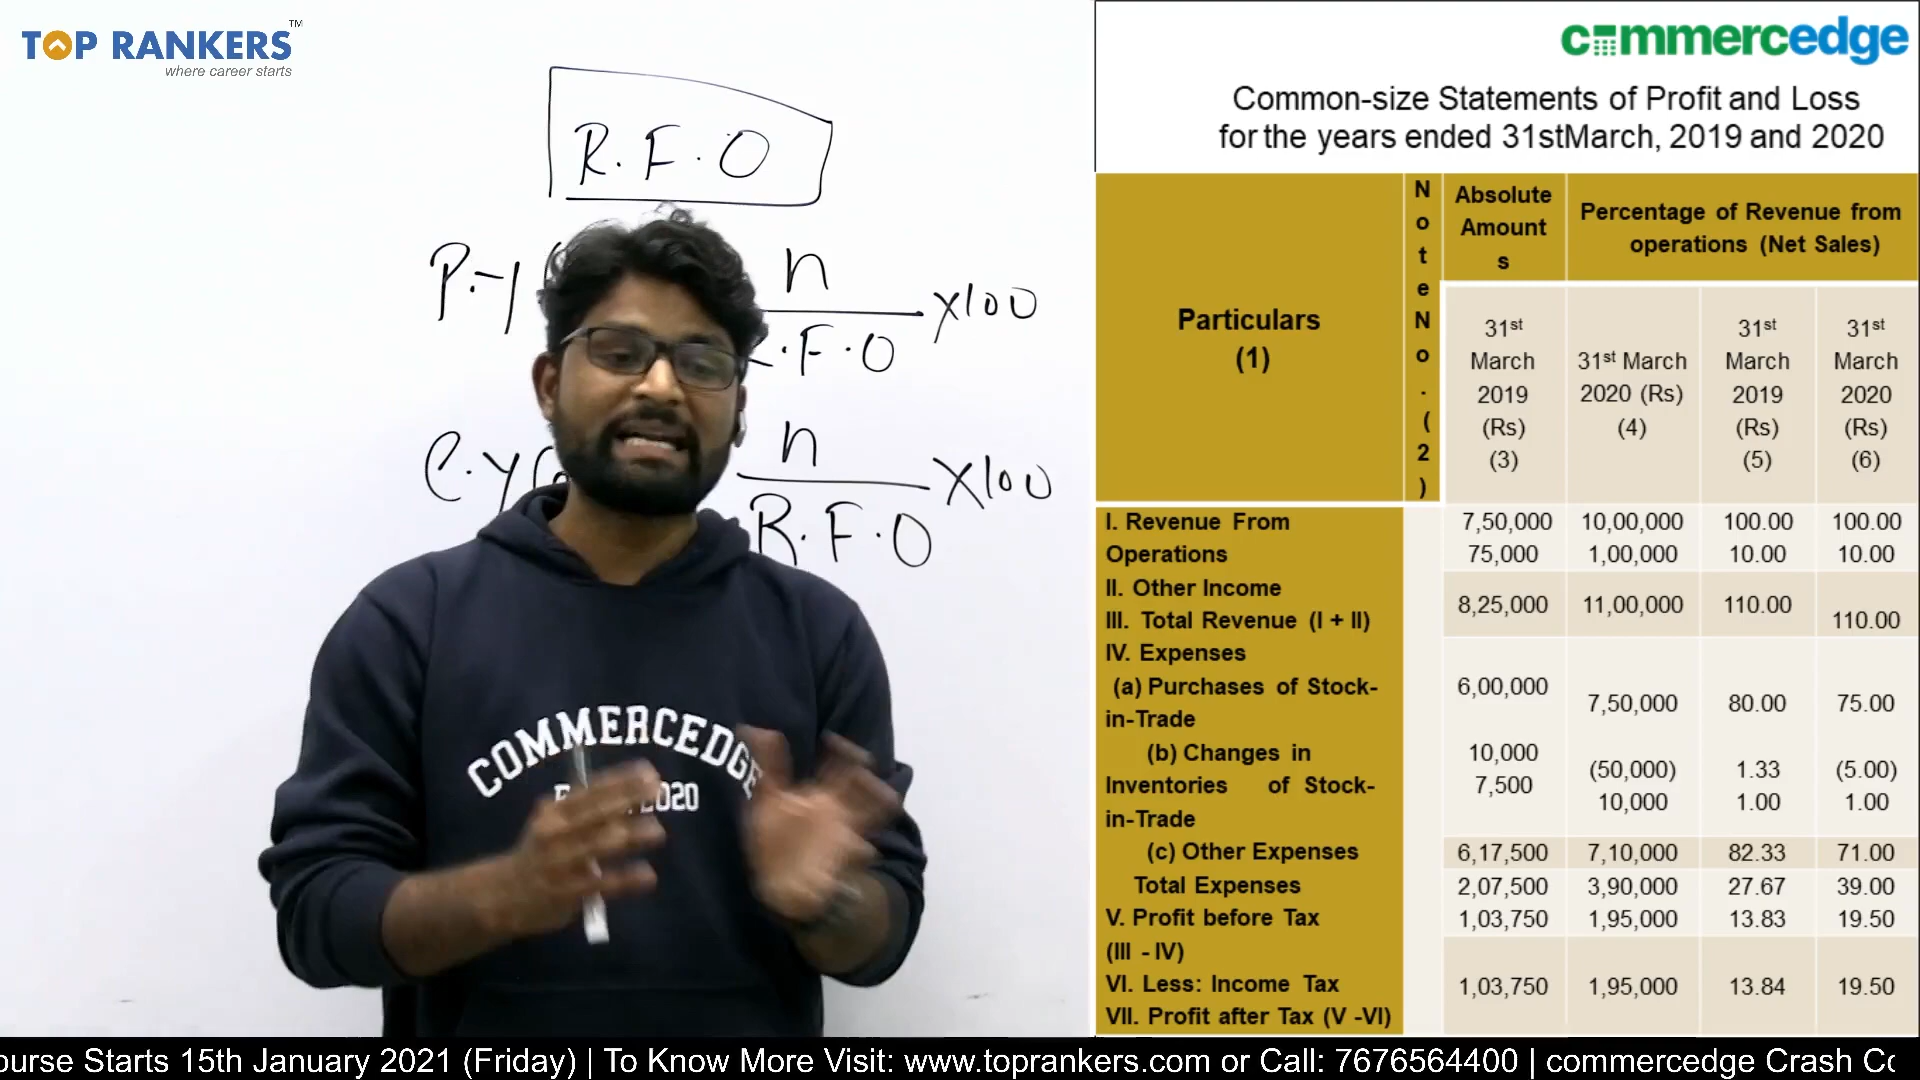 TOP RANKERS™
where career starts
R.F.O
n
×100
R.F.O
n
×100
R.F.O
COMMERCEDGE
2020
commercedge
Common-size Statements of Profit and Loss
for the years ended 31stMarch, 2019 and 2020
Particulars
(1)
Note No. (2)
Absolute
Amount
s
Percentage of Revenue from
operations (Net Sales)
31st
March
2019
(Rs)
(3)
31st March
2020 (Rs)
(4)
31st
March
2019
(Rs)
(5)
31st
March
2020
(Rs)
(6)
I. Revenue From 7,50,000 10,00,000 100.00 100.00
Operations 75,000 1,00,000 10.00 10.00
II. Other Income
8,25,000 11,00,000 110.00
III. Total Revenue (I + II) 110.00
IV. Expenses
(a) Purchases of Stock- 6,00,000
7,50,000 80.00 75.00
in-Trade
(b) Changes in 10,000
(50,000) 1.33 (5.00)
Inventories of Stock- 7,500
10,000 1.00 1.00
in-Trade
(c) Other Expenses 6,17,500 7,10,000 82.33 71.00
Total Expenses 2,07,500 3,90,000 27.67 39.00
V. Profit before Tax 1,03,750 1,95,000 13.83 19.50
(III - IV)
VI. Less: Income Tax 1,03,750 1,95,000 13.84 19.50
VII. Profit after Tax (V -VI)
Starts 15th January 2021 (Friday) | To Know More Visit: www.toprankers.com or Call: 7676564400 | commercedge Crash